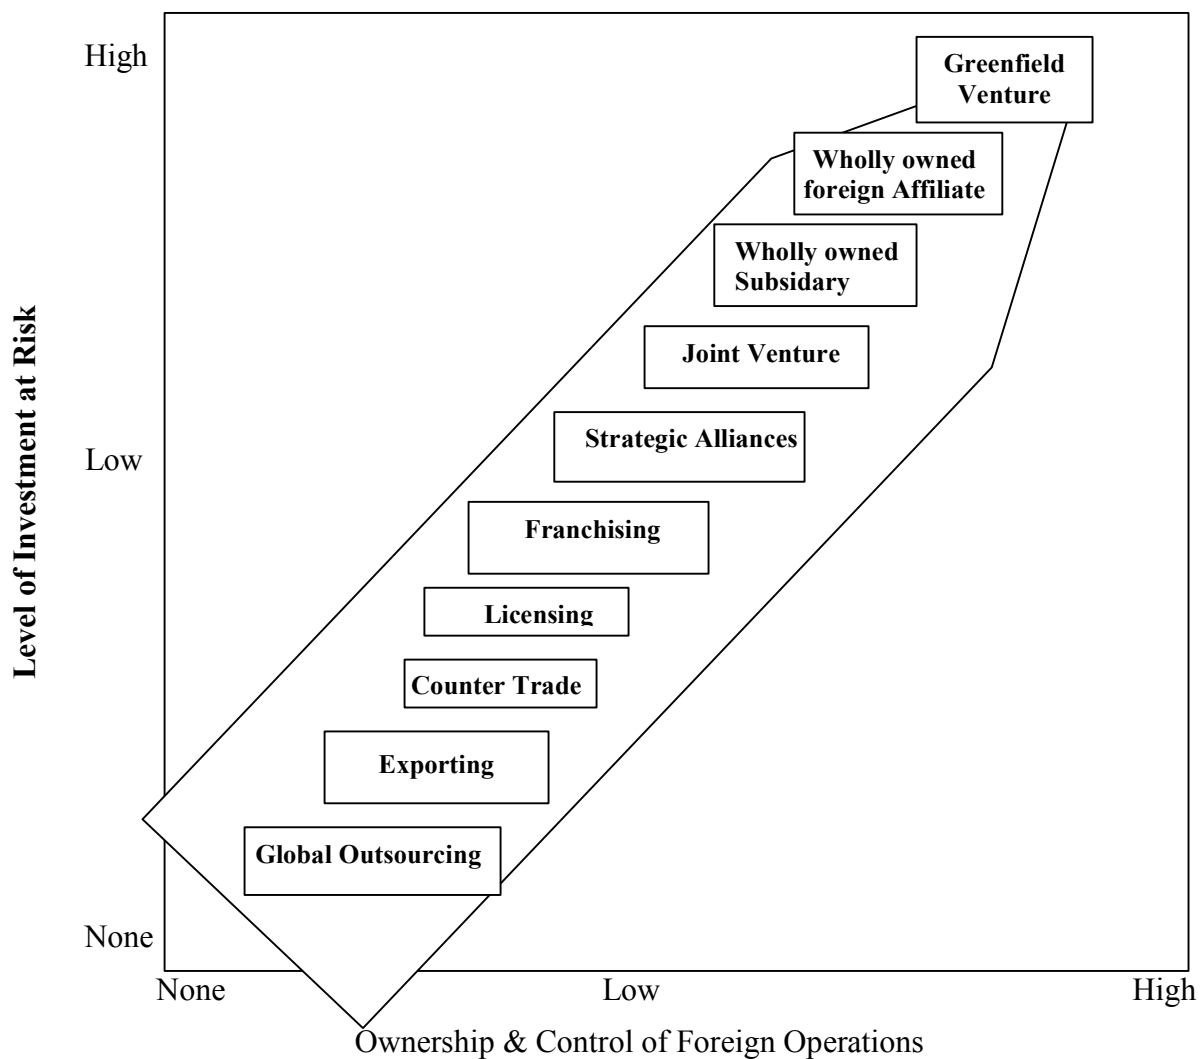 High
Greenfield
Venture
Wholly owned
foreign Affiliate
Wholly owned
Subsidary
Joint Venture
Level of Investment at Risk
Strategic Alliances
Low
Franchising
Licensing
Counter Trade
Exporting
Global Outsourcing
None
None
Low
High
Ownership & Control of Foreign Operations